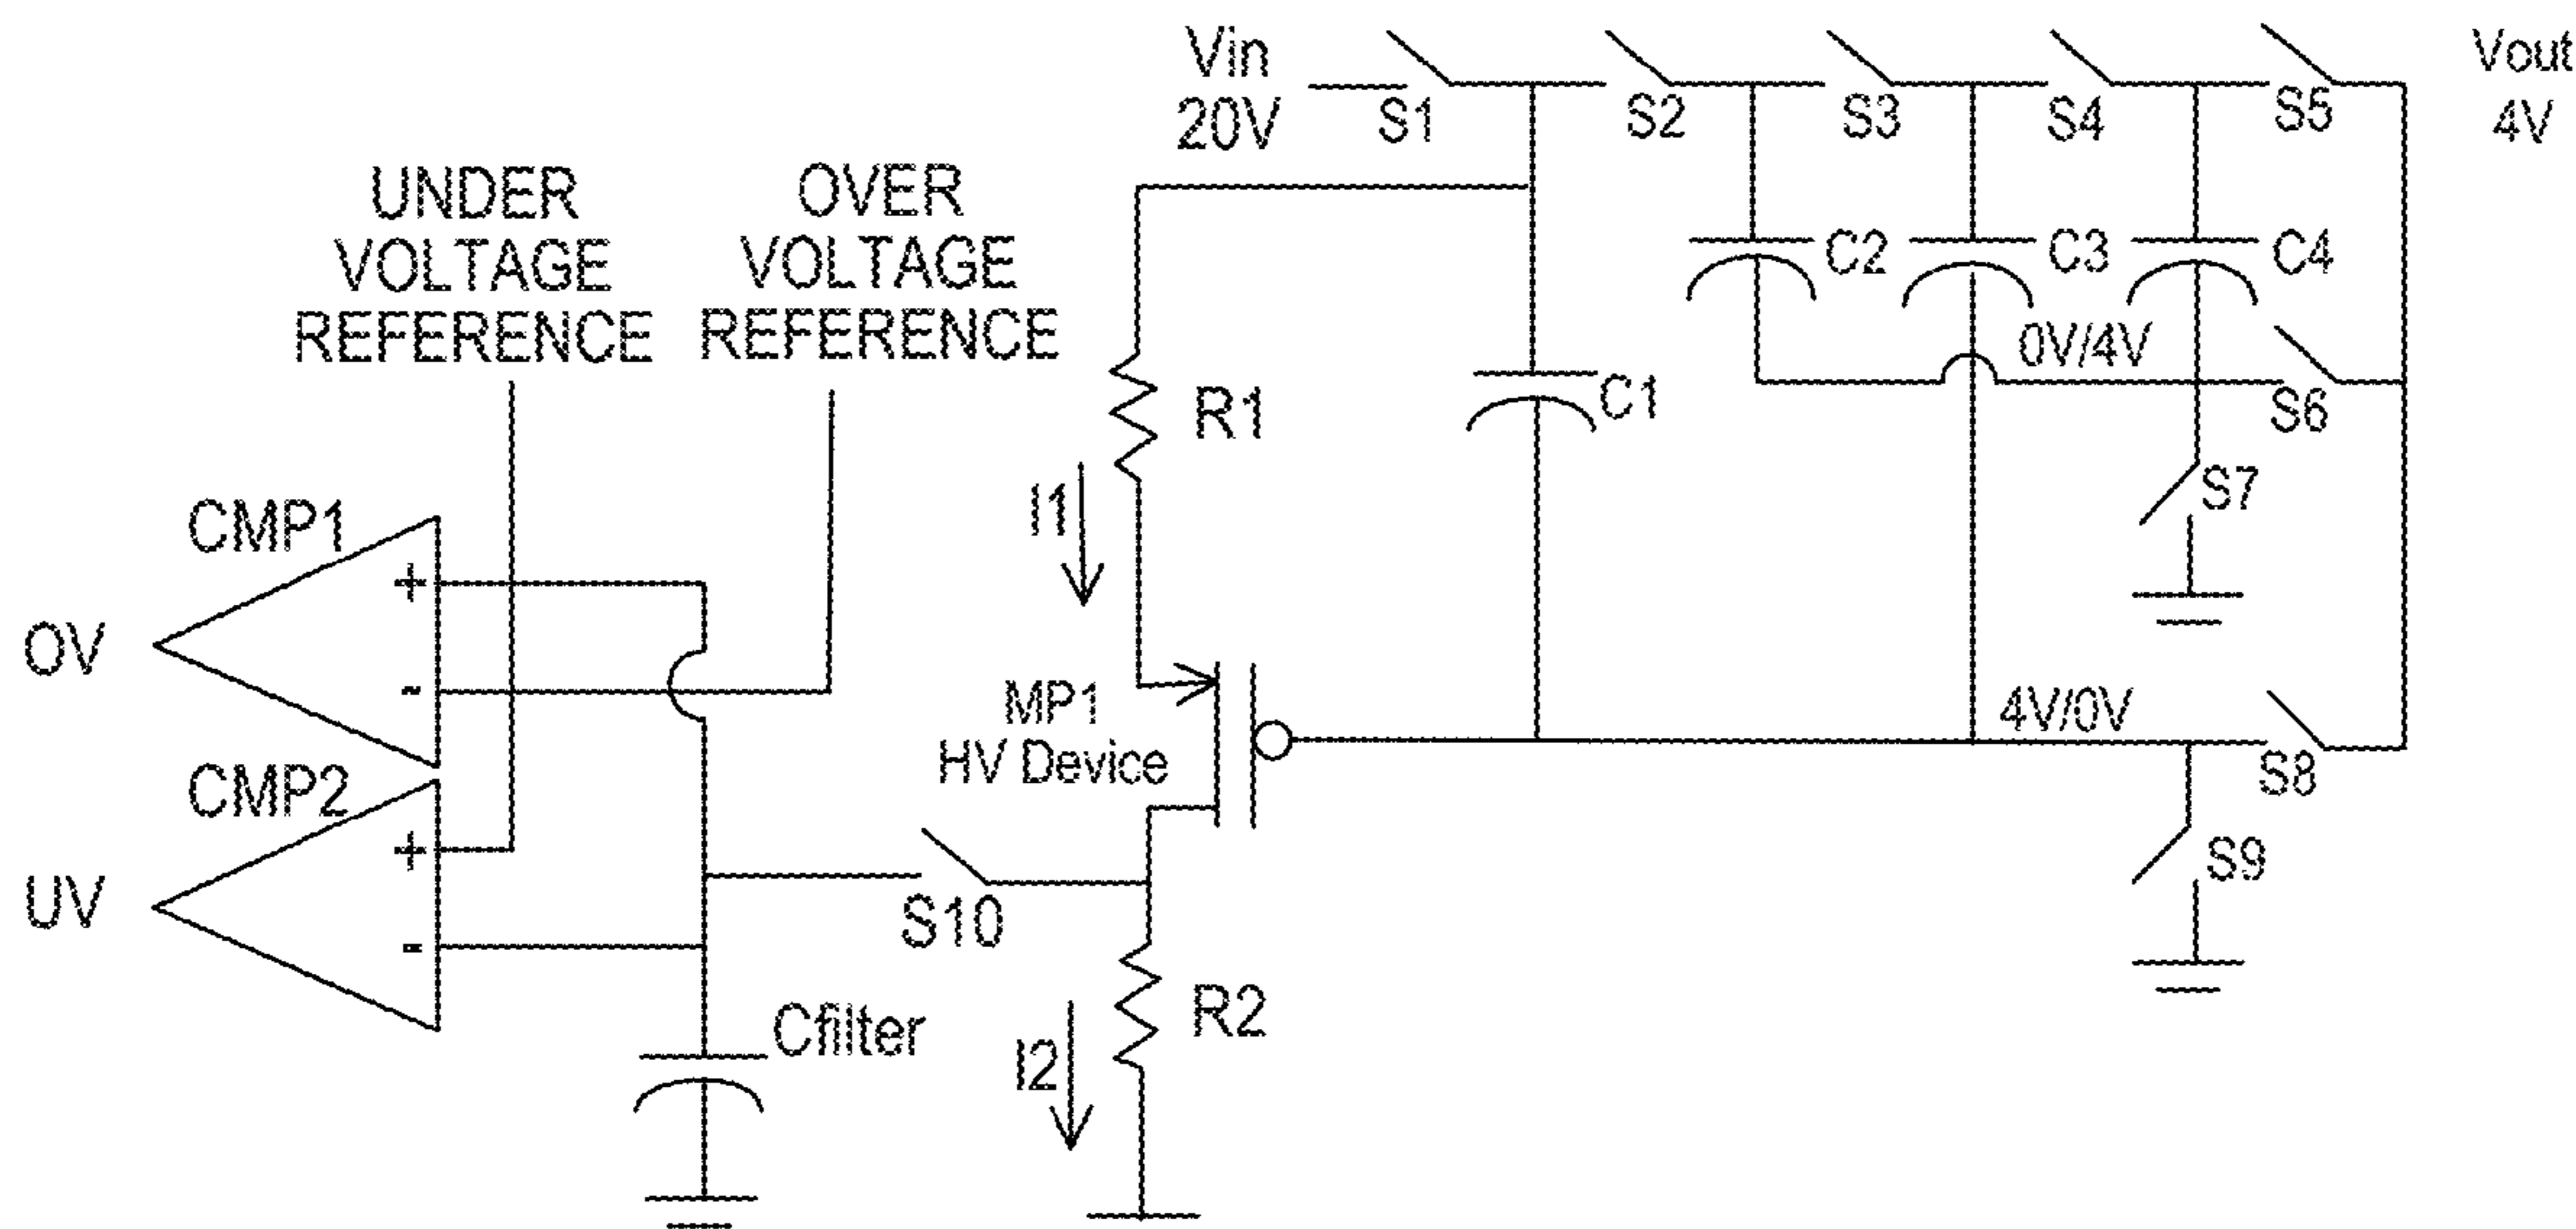 Vin
20V
S1
S2
S3
S4
S5
Vout
4V
UNDER
VOLTAGE
REFERENCE
OVER
VOLTAGE
REFERENCE
C2
C3
C4
0V/4V
R1
C1
S6
I1
S7
CMP1
+
-
OV
MP1
HV Device
4V/0V
S8
CMP2
+
-
UV
S10
S9
Cfilter
R2
I2